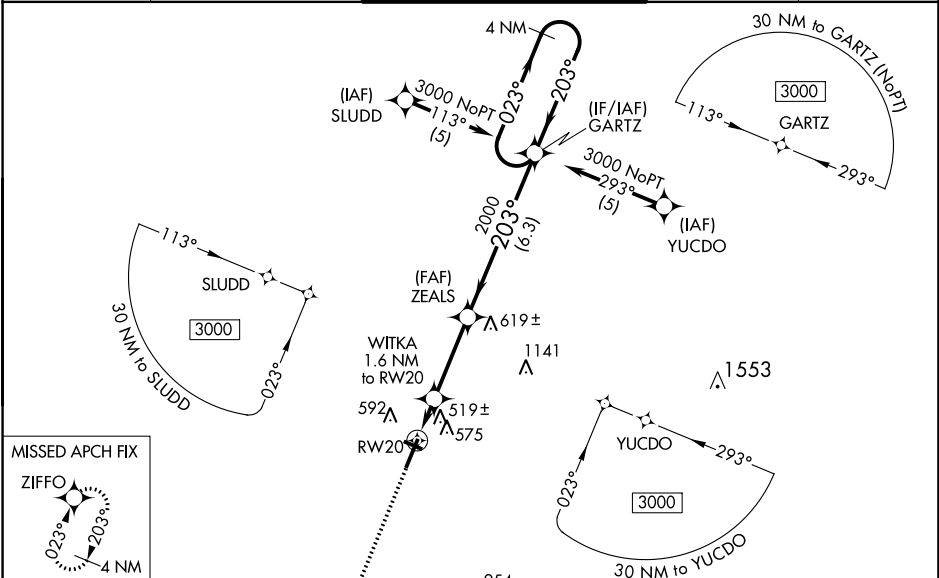 4 NM
023°
203°
(IAF)
SLUDD
3000 NoPT
113°
(5)
(IF/IAF)
GARTZ
3000 NoPT
293°
(5)
(IAF)
YUCDO
30 NM to GARTZ (NoPT)
3000
GARTZ
113°
293°
2000
203°
(6.3)
113°
SLUDD
3000
023°
30 NM to SLUDD
(FAF)
ZEALS
619±
1141
1553
WITKA
1.6 NM
to RW20
592
519±
575
RW20
YUCDO
293°
023°
3000
30 NM to YUCDO
MISSED APCH FIX
ZIFFO
023°
203°
4 NM